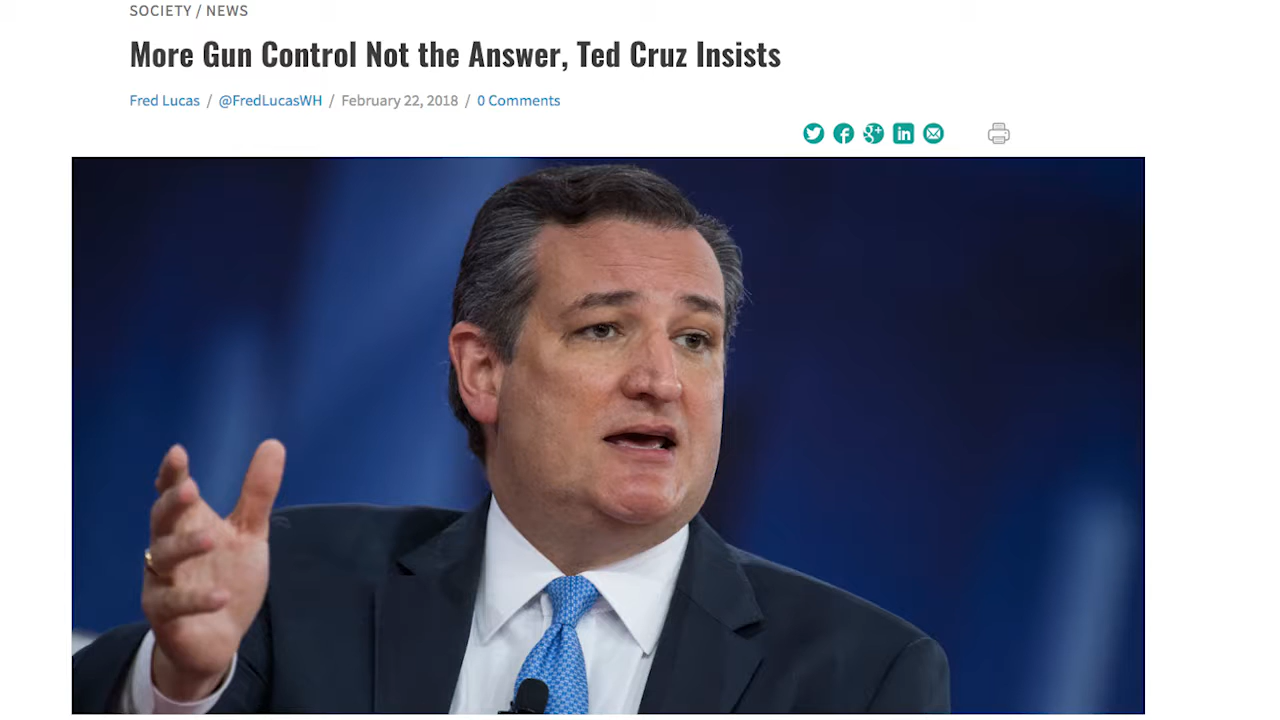 SOCIETY / NEWS
More Gun Control Not the Answer, Ted Cruz Insists
Fred Lucas / @FredLucasWH / February 22, 2018 / 0 Comments